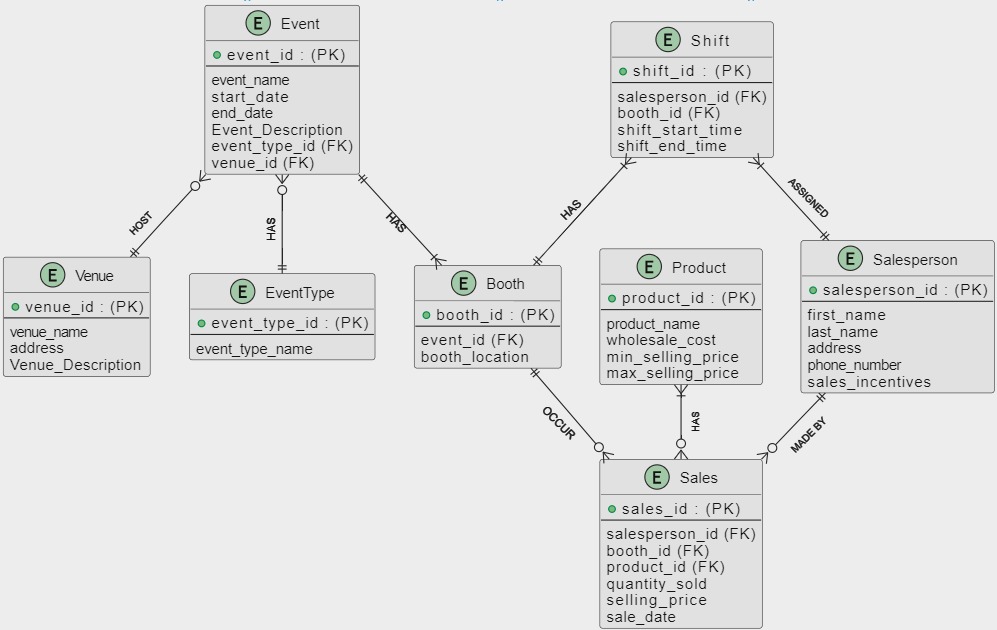 E Event
event_id : (PK)
event_name
start_date
end_date
Event_Description
event_type_id (FK)
venue_id (FK)
E Shift
shift_id : (PK)
salesperson_id (FK)
booth_id (FK)
shift_start_time
shift_end_time
HOST
HAS
HAS
HAS
ASSIGNED
E Venue
venue_id : (PK)
venue_name
address
Venue_Description
E EventType
event_type_id : (PK)
event_type_name
E Booth
booth_id : (PK)
event_id (FK)
booth_location
E Product
product_id : (PK)
product_name
wholesale_cost
min_selling_price
max_selling_price
E Salesperson
salesperson_id : (PK)
first_name
last_name
address
phone_number
sales_incentives
OCCUR
HAS
MADE BY
E Sales
sales_id : (PK)
salesperson_id (FK)
booth_id (FK)
product_id (FK)
quantity_sold
selling_price
sale_date